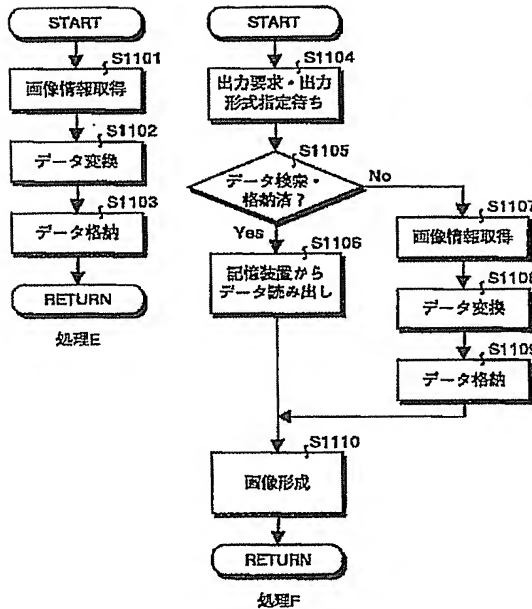 START
S1101
画像情報取得
S1102
データ変換
S1103
データ格納
RETURN
処理E
START
S1104
出力要求・出力
形式指定待ち
S1105
データ検索・
格納済？
No
Yes
S1106
記憶装置から
データ読み出し
S1107
画像情報取得
S1108
データ変換
S1109
データ格納
S1110
画像形成
RETURN
処理F